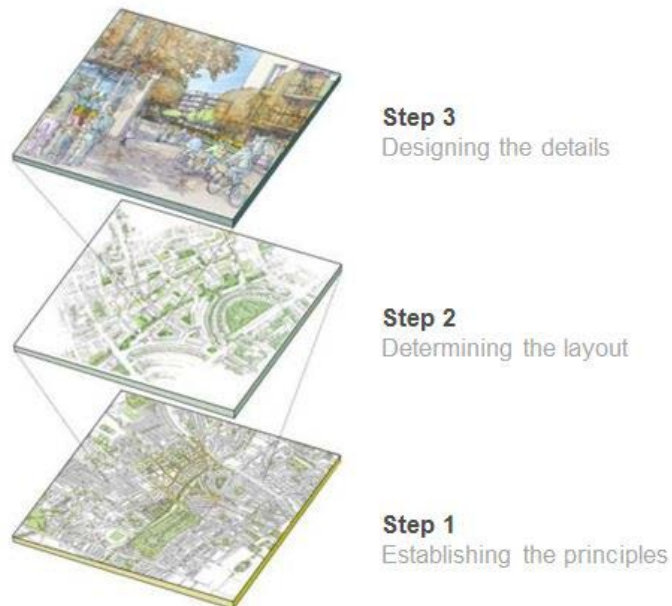 Step 3
Designing the details
Step 2
Determining the layout
Step 1
Establishing the principles